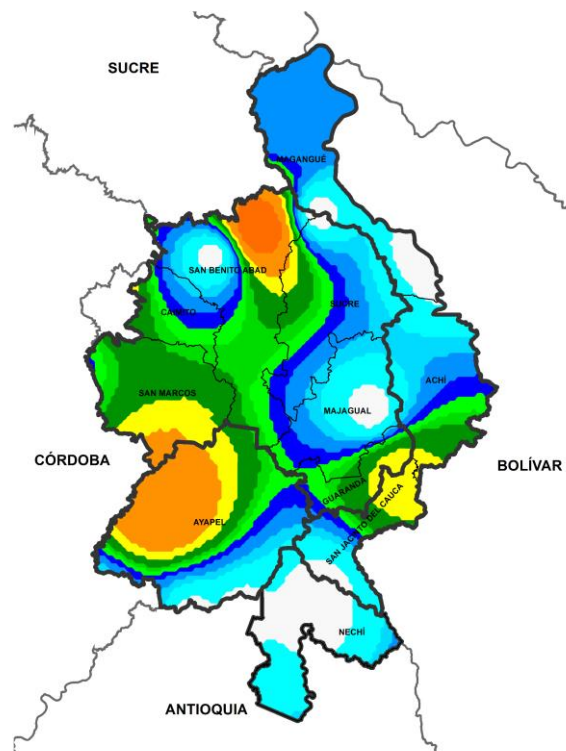 SUCRE
MAGANGUÉ
SAN BENITO ABAD
CAIMITO
SUCRE
ACHÍ
SAN MARCOS
MAJAGUAL
CÓRDOBA
BOLÍVAR
GUARANDA
AYAPEL
SAN JACINTO DEL CAUCA
NECHÍ
ANTIOQUIA